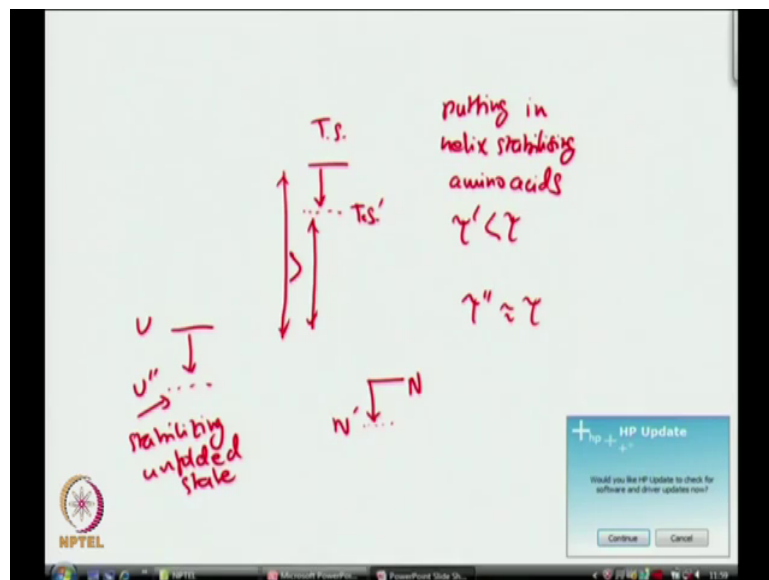 T.S.
T.S.'
>
U
U''
stabilizing
unfolded
state
N
N'
putting in
helix stabilizing
amino acids
τ' < τ
τ'' ≈ τ
NPTEL
hp
HP Update
Would you like HP Update to check for
software and driver updates now?
Continue
Cancel
NPTEL
Microsoft PowerPoi...
PowerPoint Slide Sh...
11:59